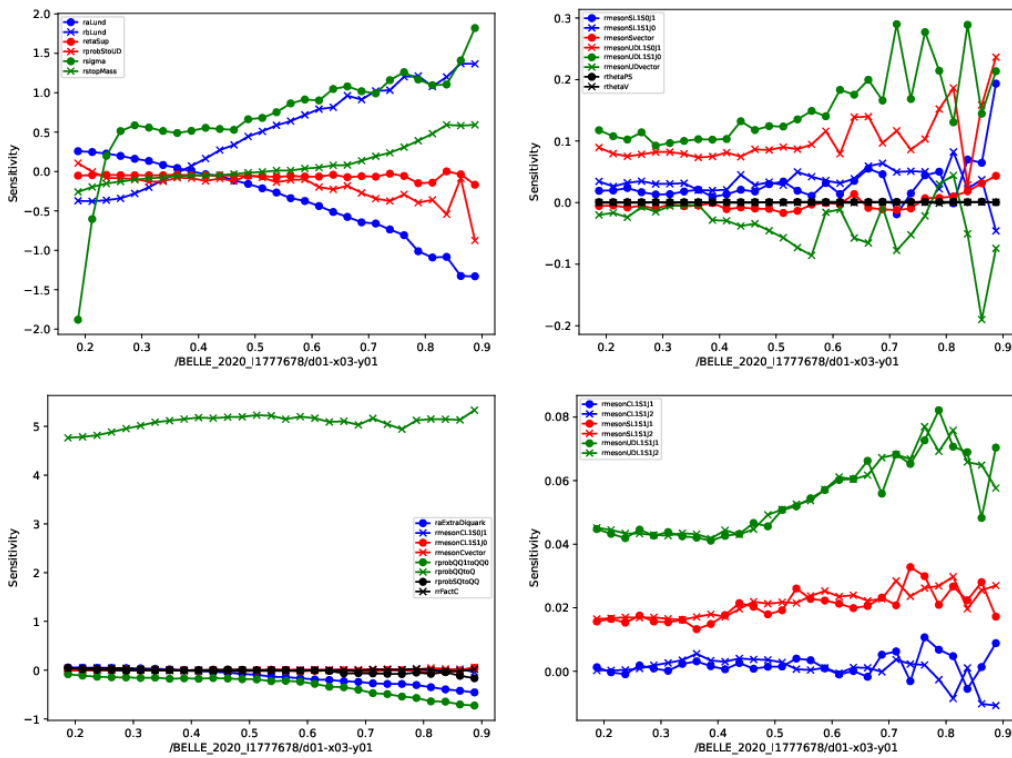 2.0
1.5
1.0
0.5
0.0
−0.5
−1.0
−1.5
−2.0
Sensitivity
raLund
rbLund
retaSup
rprobStoUD
rsigma
rstopMass
0.2 0.3 0.4 0.5 0.6 0.7 0.8 0.9
/BELLE_2020_I1777678/d01-x03-y01
0.3
0.2
0.1
0.0
−0.1
−0.2
Sensitivity
rmesonSL1S0J1
rmesonSL1S1J0
rmesonSvector
rmesonUDL1S0J1
rmesonUDL1S1J0
rmesonUDvector
rthetaPS
rthetaV
0.2 0.3 0.4 0.5 0.6 0.7 0.8 0.9
/BELLE_2020_I1777678/d01-x03-y01
5
4
3
2
1
0
−1
Sensitivity
raExtraDiquark
rmesonCL1S0J1
rmesonCL1S1J0
rmesonCvector
rprobQQ1toQQ0
rprobQQtoQ
rprobSQtoQQ
rrFactC
0.2 0.3 0.4 0.5 0.6 0.7 0.8 0.9
/BELLE_2020_I1777678/d01-x03-y01
0.08
0.06
0.04
0.02
0.00
Sensitivity
rmesonCL1S1J1
rmesonCL1S1J2
rmesonSL1S1J1
rmesonSL1S1J2
rmesonUDL1S1J1
rmesonUDL1S1J2
0.2 0.3 0.4 0.5 0.6 0.7 0.8 0.9
/BELLE_2020_I1777678/d01-x03-y01